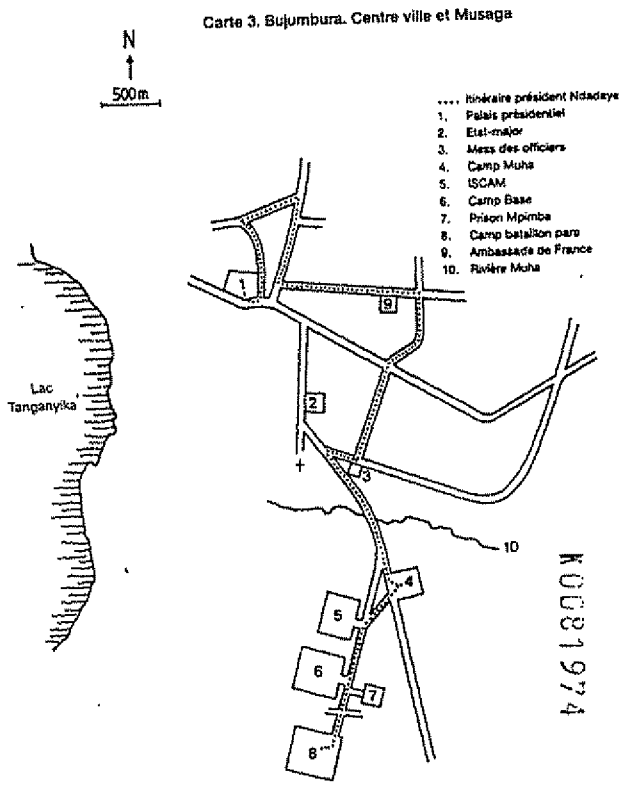 Carte 3. Bujumbura. Centre ville et Musaga
N
500m
.... Itinéraire président Ndadaye
1. Palais présidentiel
2. Etat-major
3. Mess des officiers
4. Camp Muha
5. ISCAM
6. Camp Base
7. Prison Mpimba
8. Camp bataillon para
9. Ambassade de France
10. Rivière Muha
1
9
Lac
Tanganyika
2
3
10
4
5
6
7
8
K0081974